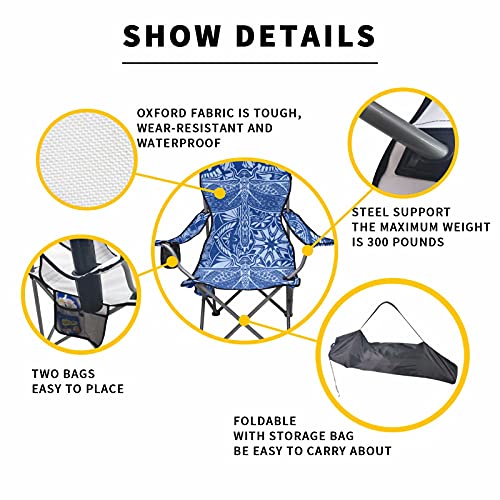 SHOW DETAILS
OXFORD FABRIC IS TOUGH,
WEAR-RESISTANT AND
WATERPROOF
STEEL SUPPORT
THE MAXIMUM WEIGHT
IS 300 POUNDS
TWO BAGS
EASY TO PLACE
FOLDABLE
WITH STORAGE BAG
BE EASY TO CARRY ABOUT